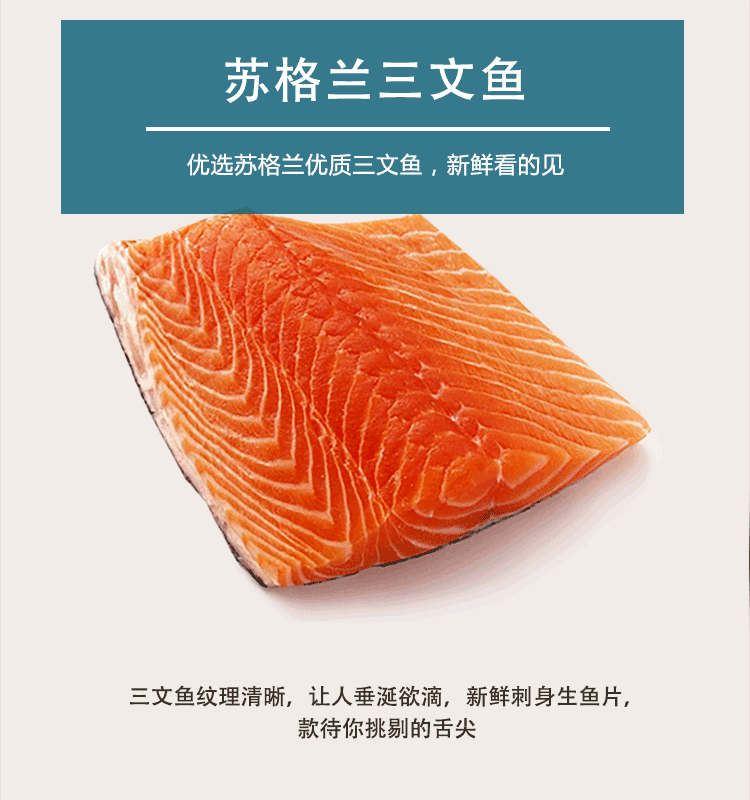 苏格兰三文鱼
优选苏格兰优质三文鱼，新鲜看的见
三文鱼纹理清晰，让人垂涎欲滴，新鲜刺身生鱼片，
款待你挑剔的舌尖